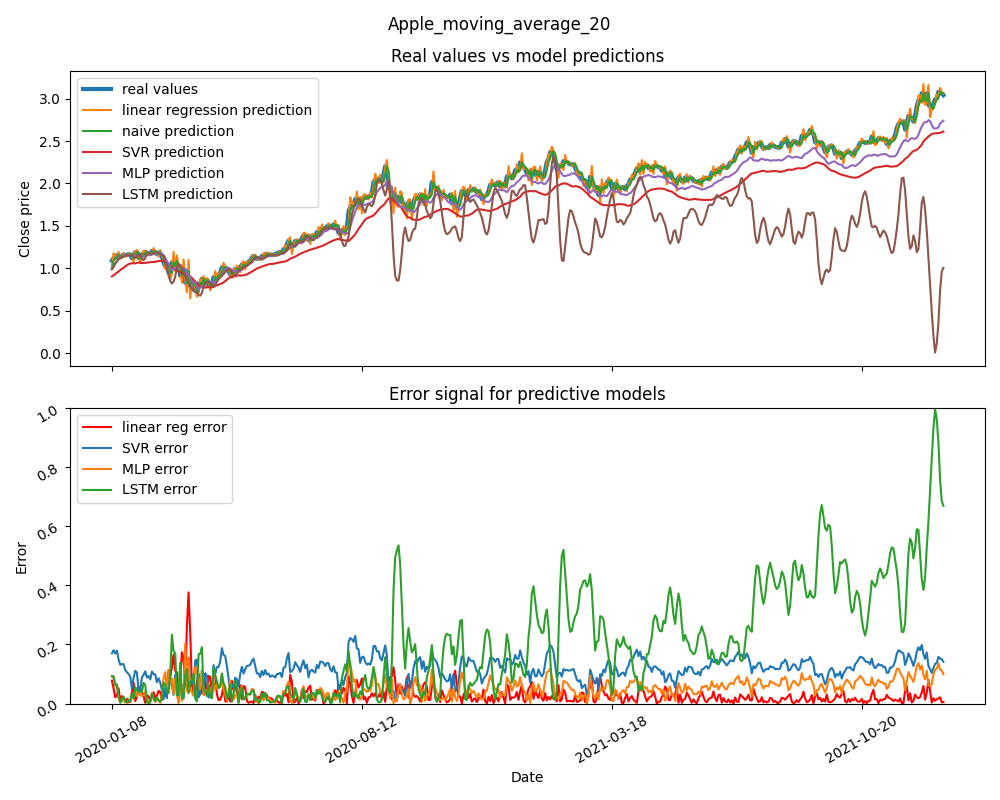 Apple_moving_average_20
Real values vs model predictions
real values
linear regression prediction
naive prediction
SVR prediction
MLP prediction
LSTM prediction
Close price
3.0
2.5
2.0
1.5
1.0
0.5
0.0
Error signal for predictive models
linear reg error
SVR error
MLP error
LSTM error
Error
1.0
0.8
0.6
0.4
0.2
0.0
2020-01-08
2020-08-12
2021-03-18
2021-10-20
Date